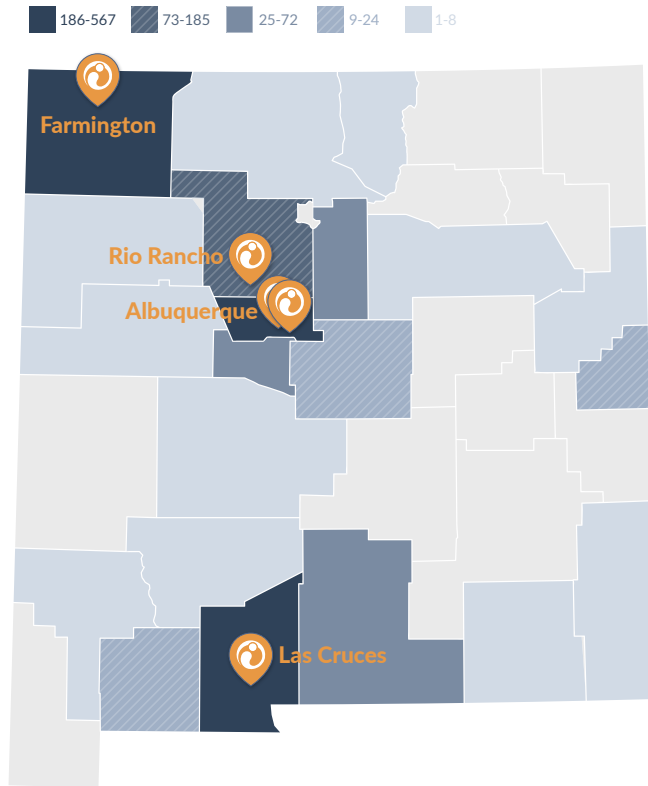 186-567 73-185 25-72 9-24 1-8
Farmington
Rio Rancho
Albuquerque
Las Cruces